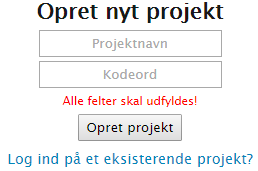 Opret nyt projekt
Projektnavn
Kodeord
Alle felter skal udfyldes!
Opret projekt
Log ind på et eksisterende projekt?